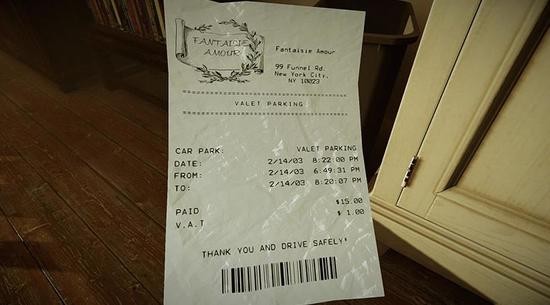 FANTAISIE
AMOUR
Fantaisie Amour
99 Funnel Rd.
New York City,
NY 10023
VALET PARKING
CAR PARK: VALET PARKING
DATE: 2/14/03 8:22:00 PM
FROM: 2/14/03 6:49:31 PM
TO: 2/14/03 8:20:07 PM
PAID $15.00
V.A.T $ 1.00
THANK YOU AND DRIVE SAFELY!